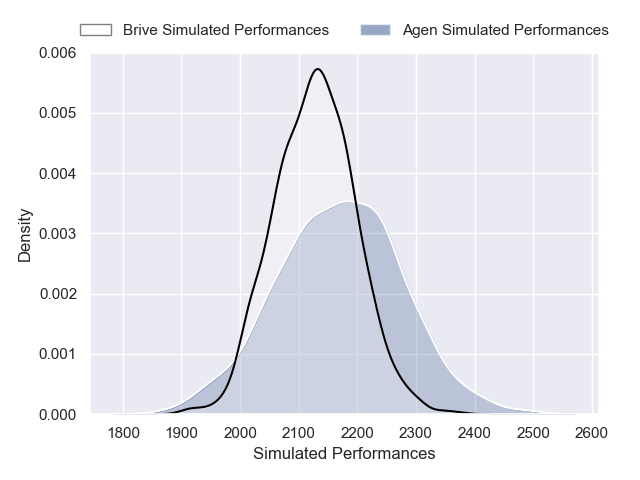 Brive Simulated Performances Agen Simulated Performances
0.006
0.005
0.004
0.003
0.002
0.001
0.000
Density
1800 1900 2000 2100 2200 2300 2400 2500 2600
Simulated Performances